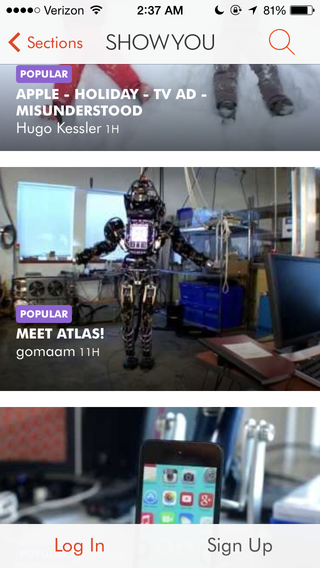 Verizon 2:37 AM 81%
Sections SHOWYOU
POPULAR
APPLE - HOLIDAY - TV AD -
MISUNDERSTOOD
Hugo Kessler 1H
POPULAR
MEET ATLAS!
gomaam 11H
POPULAR
Log In Sign Up